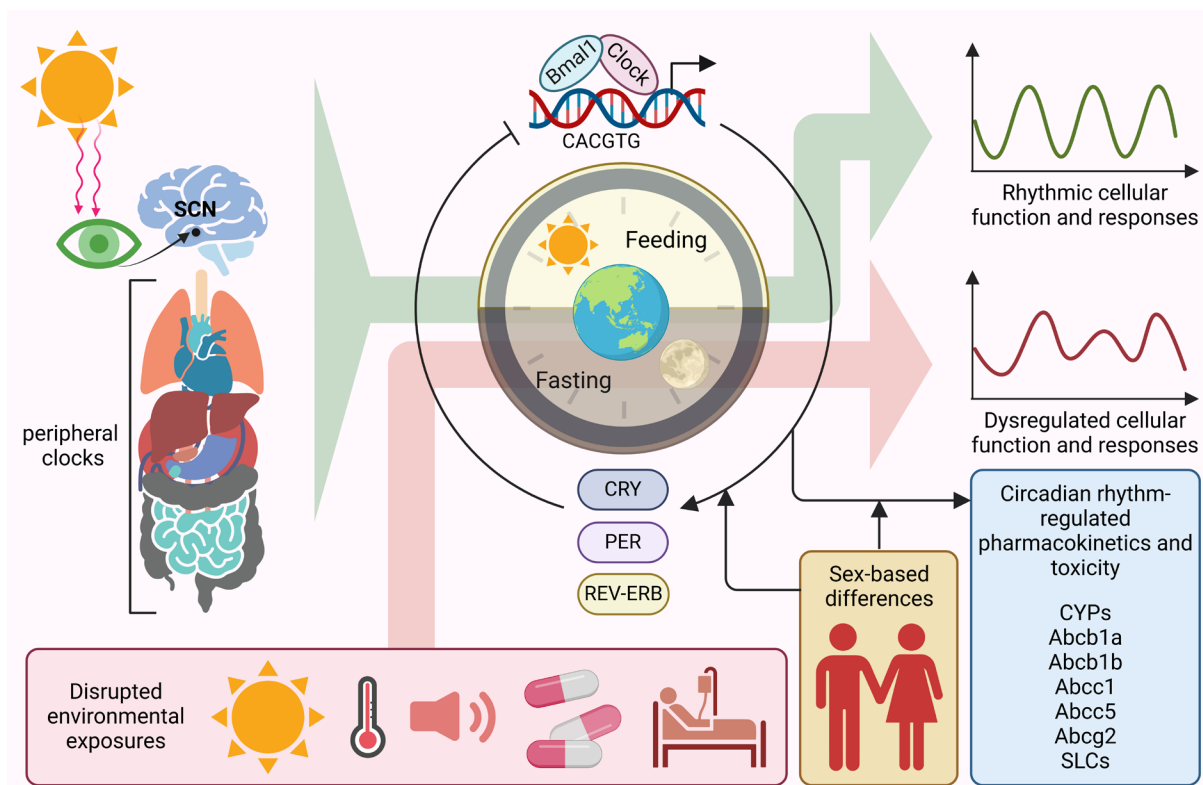 SCN
peripheral
clocks
Bmal1
Clock
CACGTG
Feeding
Fasting
CRY
PER
REV-ERB
Rhythmic cellular
function and responses
Dysregulated cellular
function and responses
Disrupted
environmental
exposures
Sex-based
differences
Circadian rhythm-
regulated
pharmacokinetics and
toxicity
CYPs
Abcb1a
Abcb1b
Abcc1
Abcc5
Abcg2
SLCs